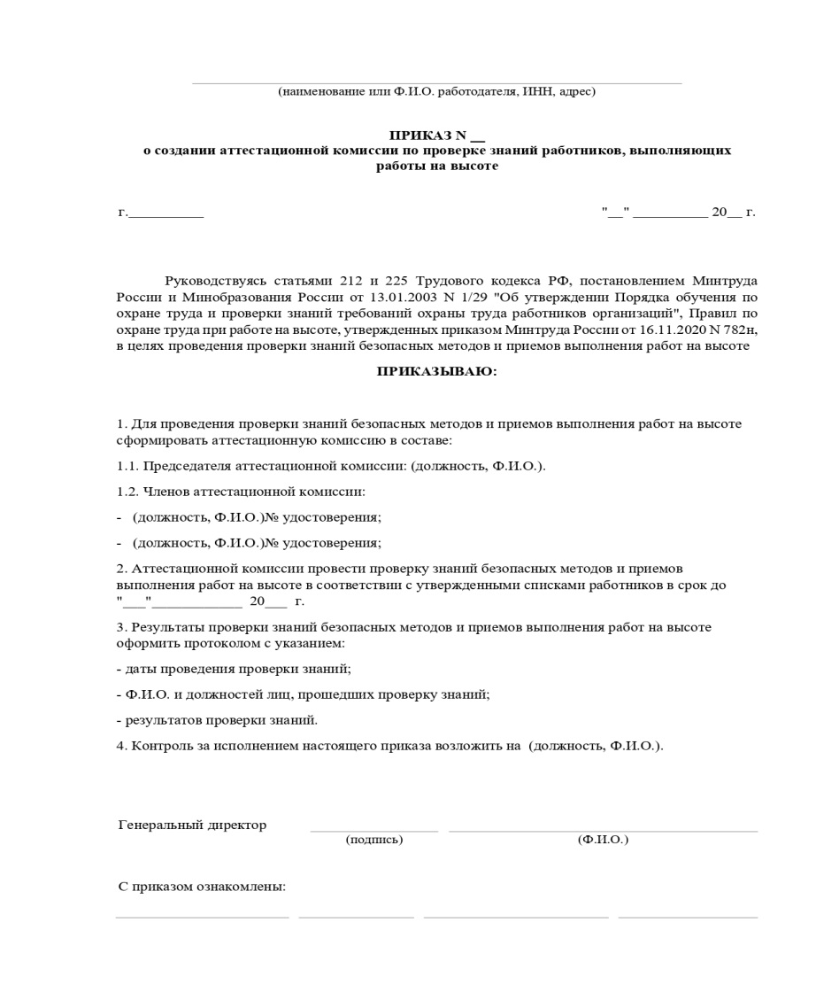 (наименование или Ф.И.О. работодателя, ИНН, адрес)
ПРИКАЗ N __
о создании аттестационной комиссии по проверке знаний работников, выполняющих
работы на высоте
г.___________ "__" ___________ 20__ г.
Руководствуясь статьями 212 и 225 Трудового кодекса РФ, постановлением Минтруда
России и Минобразования России от 13.01.2003 N 1/29 "Об утверждении Порядка обучения по
охране труда и проверки знаний требований охраны труда работников организаций", Правил по
охране труда при работе на высоте, утвержденных приказом Минтруда России от 16.11.2020 N 782н,
в целях проведения проверки знаний безопасных методов и приемов выполнения работ на высоте
ПРИКАЗЫВАЮ:
1. Для проведения проверки знаний безопасных методов и приемов выполнения работ на высоте
сформировать аттестационную комиссию в составе:
1.1. Председателя аттестационной комиссии: (должность, Ф.И.О.).
1.2. Членов аттестационной комиссии:
- (должность, Ф.И.О.)№ удостоверения;
- (должность, Ф.И.О.)№ удостоверения;
2. Аттестационной комиссии провести проверку знаний безопасных методов и приемов
выполнения работ на высоте в соответствии с утвержденными списками работников в срок до
"___"_____________ 20___ г.
3. Результаты проверки знаний безопасных методов и приемов выполнения работ на высоте
оформить протоколом с указанием:
- даты проведения проверки знаний;
- Ф.И.О. и должностей лиц, прошедших проверку знаний;
- результатов проверки знаний.
4. Контроль за исполнением настоящего приказа возложить на (должность, Ф.И.О.).
Генеральный директор
(подпись) (Ф.И.О.)
С приказом ознакомлены: